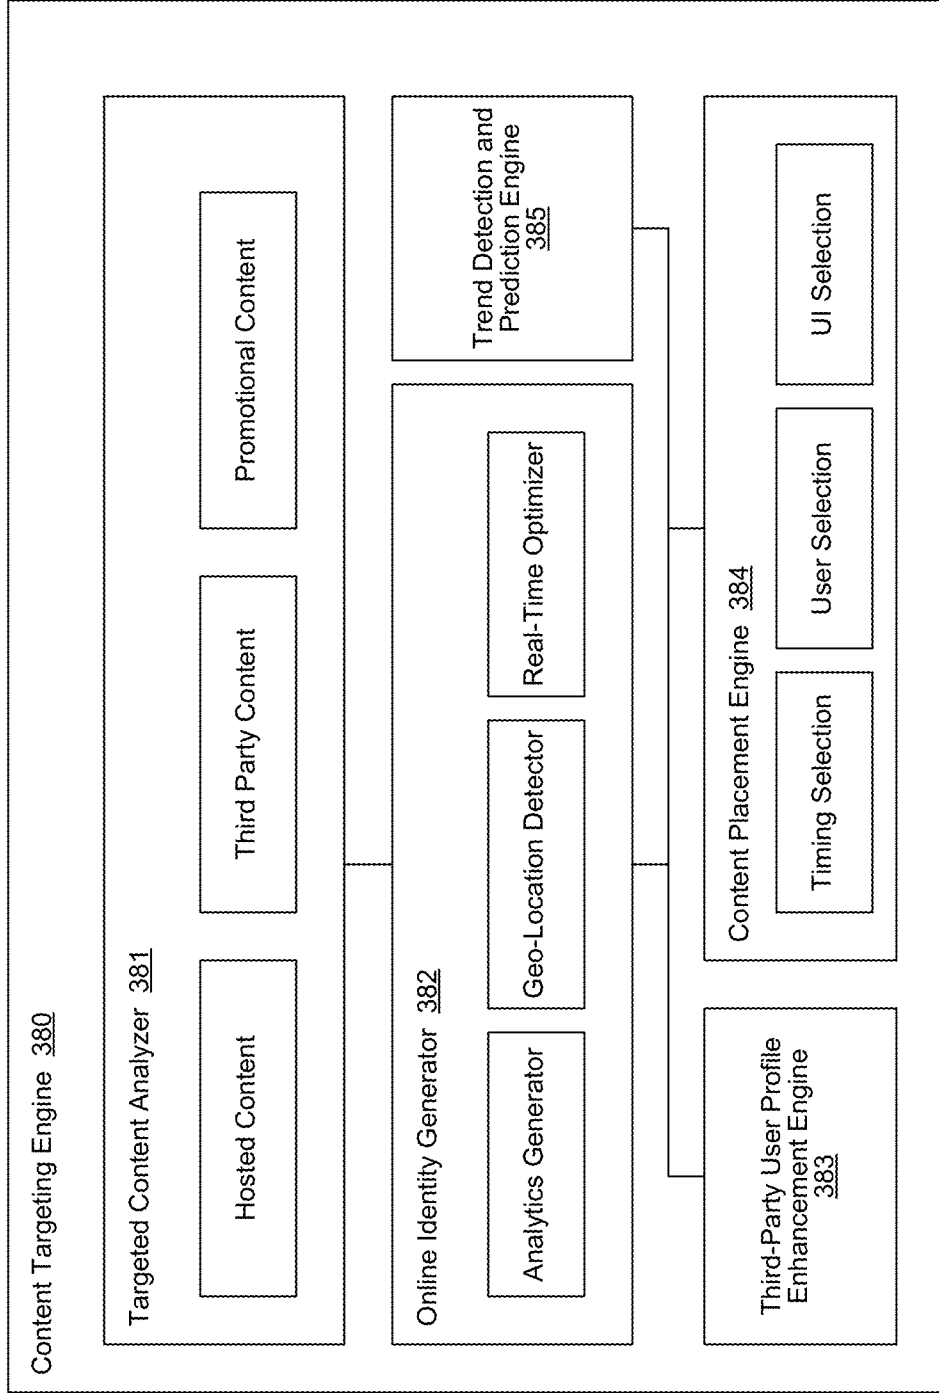 Content Targeting Engine 380
Targeted Content Analyzer 381
Hosted Content
Third Party Content
Promotional Content
Online Identity Generator 382
Analytics Generator
Geo-Location Detector
Real-Time Optimizer
Trend Detection and
Prediction Engine
385
Third-Party User Profile
Enhancement Engine
383
Content Placement Engine 384
Timing Selection
User Selection
UI Selection